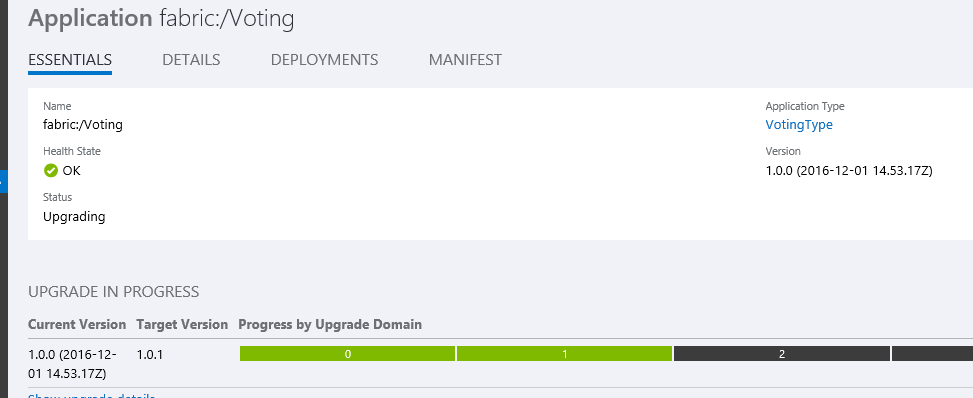 Application fabric:/Voting
ESSENTIALS DETAILS DEPLOYMENTS MANIFEST
Name Application Type
fabric:/Voting VotingType
Health State Version
OK 1.0.0 (2016-12-01 14.53.17Z)
Status
Upgrading
UPGRADE IN PROGRESS
Current Version Target Version Progress by Upgrade Domain
1.0.0 (2016-12- 1.0.1 0 1 2
01 14.53.17Z)
Show upgrade details